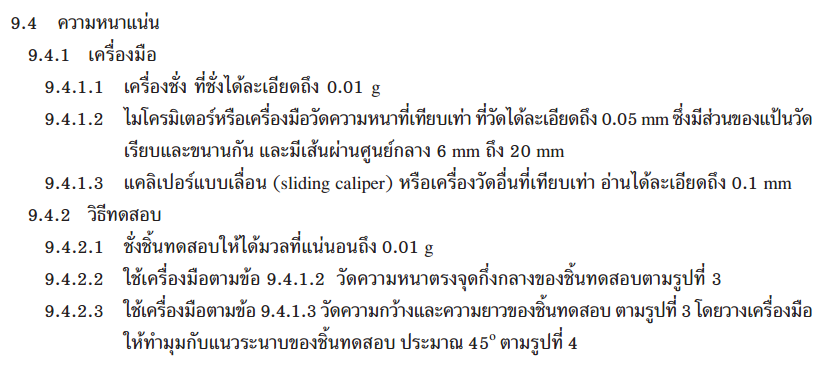 9.4 ความหนาแน่น
9.4.1 เครื่องมือ
9.4.1.1 เครื่องชั่ง ที่ชั่งได้ละเอียดถึง 0.01 g
9.4.1.2 ไมโครมิเตอร์หรือเครื่องมือวัดความหนาที่เทียบเท่า ที่วัดได้ละเอียดถึง 0.05 mm ซึ่งมีส่วนของแป้นวัด
เรียบและขนานกัน และมีเส้นผ่านศูนย์กลาง 6 mm ถึง 20 mm
9.4.1.3 แคลิเปอร์แบบเลื่อน (sliding caliper) หรือเครื่องวัดอื่นที่เทียบเท่า อ่านได้ละเอียดถึง 0.1 mm
9.4.2 วิธีทดสอบ
9.4.2.1 ชั่งชิ้นทดสอบให้ได้มวลที่แน่นอนถึง 0.01 g
9.4.2.2 ใช้เครื่องมือตามข้อ 9.4.1.2 วัดความหนาตรงจุดกึ่งกลางของชิ้นทดสอบตามรูปที่ 3
9.4.2.3 ใช้เครื่องมือตามข้อ 9.4.1.3 วัดความกว้างและความยาวของชิ้นทดสอบ ตามรูปที่ 3 โดยวางเครื่องมือ
ให้ทำมุมกับแนวระนาบของชิ้นทดสอบ ประมาณ 45° ตามรูปที่ 4